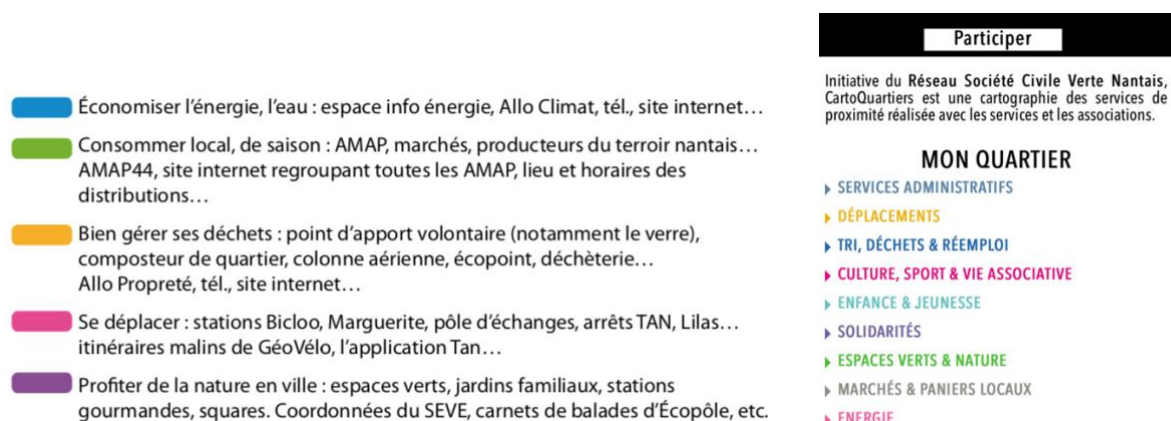 Économiser l’énergie, l’eau : espace info énergie, Allo Climat, tél., site internet…
Consommer local, de saison : AMAP, marchés, producteurs du terroir nantais…
AMAP44, site internet regroupant toutes les AMAP, lieu et horaires des
distributions…
Bien gérer ses déchets : point d’apport volontaire (notamment le verre),
composteur de quartier, colonne aérienne, écopoint, déchèterie…
Allo Propreté, tél., site internet…
Se déplacer : stations Bicloo, Marguerite, pôle d’échanges, arrêts TAN, Lilas…
itinéraires malins de GéoVélo, l’application Tan…
Profiter de la nature en ville : espaces verts, jardins familiaux, stations
gourmandes, squares. Coordonnées du SEVE, carnets de balades d’Écopôle, etc.
Participer
Initiative du Réseau Société Civile Verte Nantais,
CartoQuartiers est une cartographie des services de
proximité réalisée avec les services et les associations.
MON QUARTIER
SERVICES ADMINISTRATIFS
DÉPLACEMENTS
TRI, DÉCHETS & RÉEMPLOI
CULTURE, SPORT & VIE ASSOCIATIVE
ENFANCE & JEUNESSE
SOLIDARITÉS
ESPACES VERTS & NATURE
MARCHÉS & PANIERS LOCAUX
ENERGIE